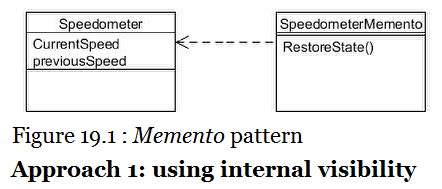 Speedometer
CurrentSpeed
previousSpeed
SpeedometerMemento
RestoreState()
Figure 19.1 : Memento pattern
Approach 1: using internal visibility